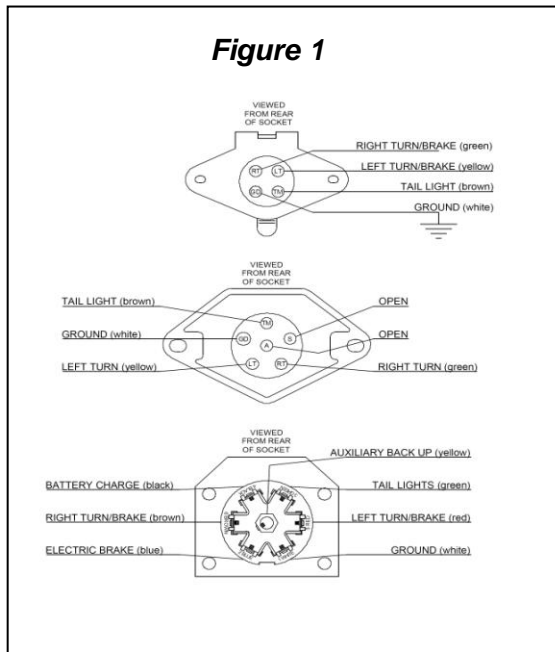 Figure 1
VIEWED
FROM REAR
OF SOCKET
RIGHT TURN/BRAKE (green)
LEFT TURN/BRAKE (yellow)
TAIL LIGHT (brown)
GROUND (white)
RT
LT
GD
TM
VIEWED
FROM REAR
OF SOCKET
TAIL LIGHT (brown)
OPEN
GROUND (white)
OPEN
LEFT TURN (yellow)
RIGHT TURN (green)
TM
GD
S
A
LT
RT
VIEWED
FROM REAR
OF SOCKET
AUXILIARY BACK UP (yellow)
BATTERY CHARGE (black)
TAIL LIGHTS (green)
RIGHT TURN/BRAKE (brown)
LEFT TURN/BRAKE (red)
ELECTRIC BRAKE (blue)
GROUND (white)